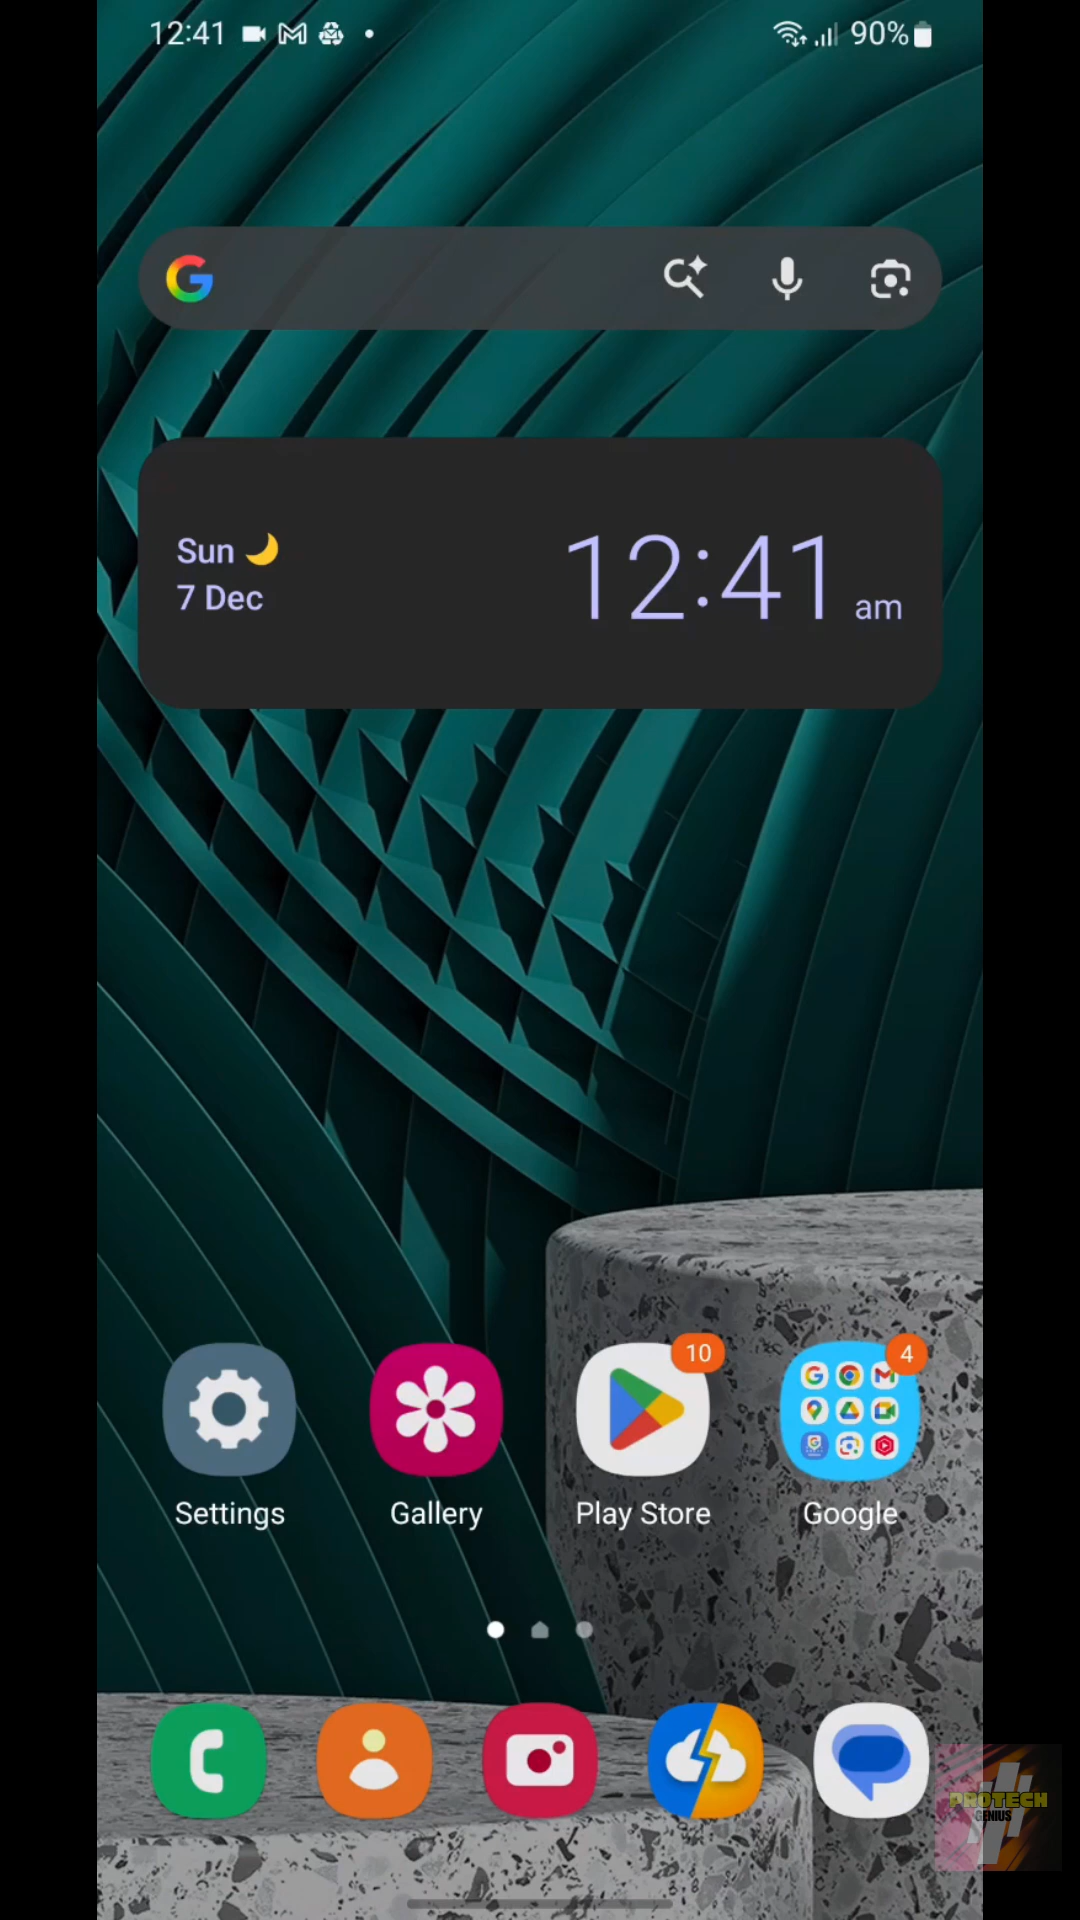 12:41
90%
Sun
7 Dec
12:41 am
10
4
Settings
Gallery
Play Store
Google
PROTECH
GENIUS